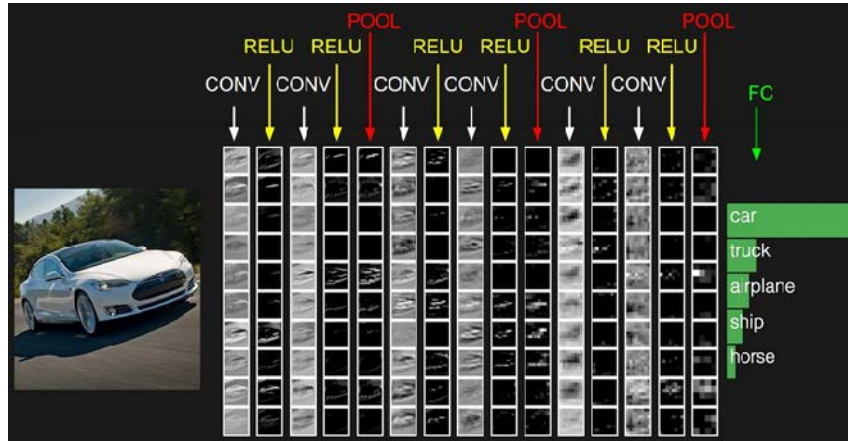 POOL POOL POOL
RELU RELU RELU RELU RELU RELU
CONV CONV CONV CONV CONV CONV FC
car
truck
airplane
ship
horse